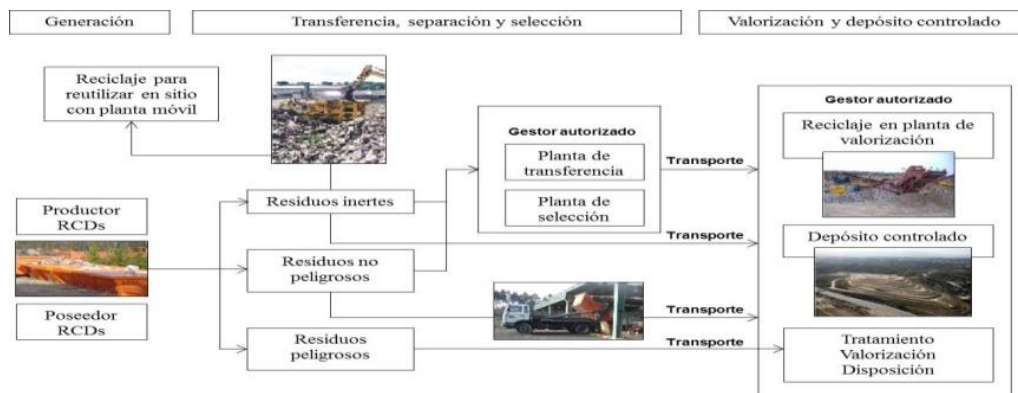 Generación
Transferencia, separación y selección
Valorización y depósito controlado
Reciclaje para
reutilizar en sitio
con planta móvil
Productor
RCDs
Poseedor
RCDs
Residuos inertes
Residuos no
peligrosos
Residuos
peligrosos
Gestor autorizado
Planta de
transferencia
Planta de
selección
Transporte
Transporte
Transporte
Transporte
Gestor autorizado
Reciclaje en planta de
valorización
Depósito controlado
Tratamiento
Valorización
Disposición